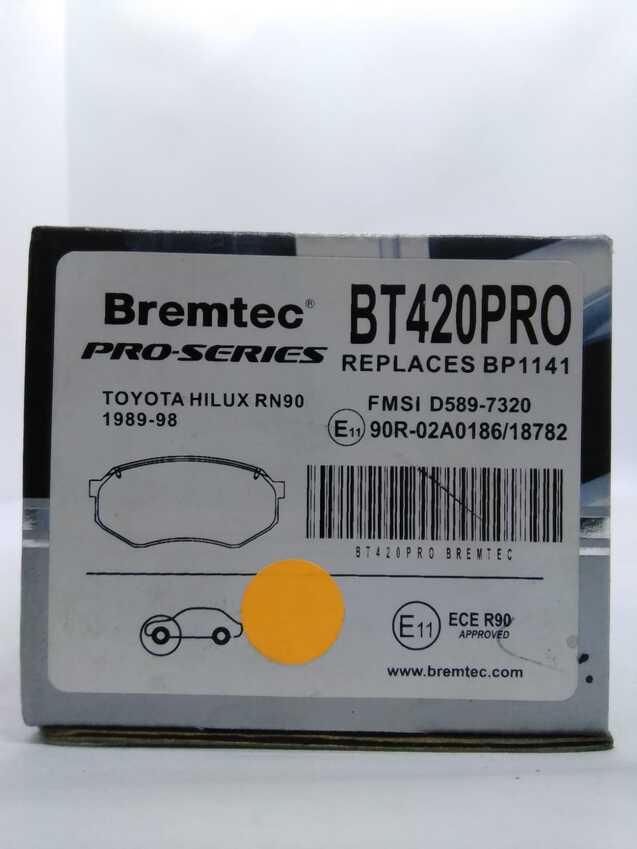 Bremtec®
PRO-SERIES
BT420PRO
REPLACES BP1141
TOYOTA HILUX RN90
1989-98
FMSI D589-7320
E11 90R-02A0186/18782
BT420PRO BREMTEC
E11
ECE R90
APPROVED
www.bremtec.com